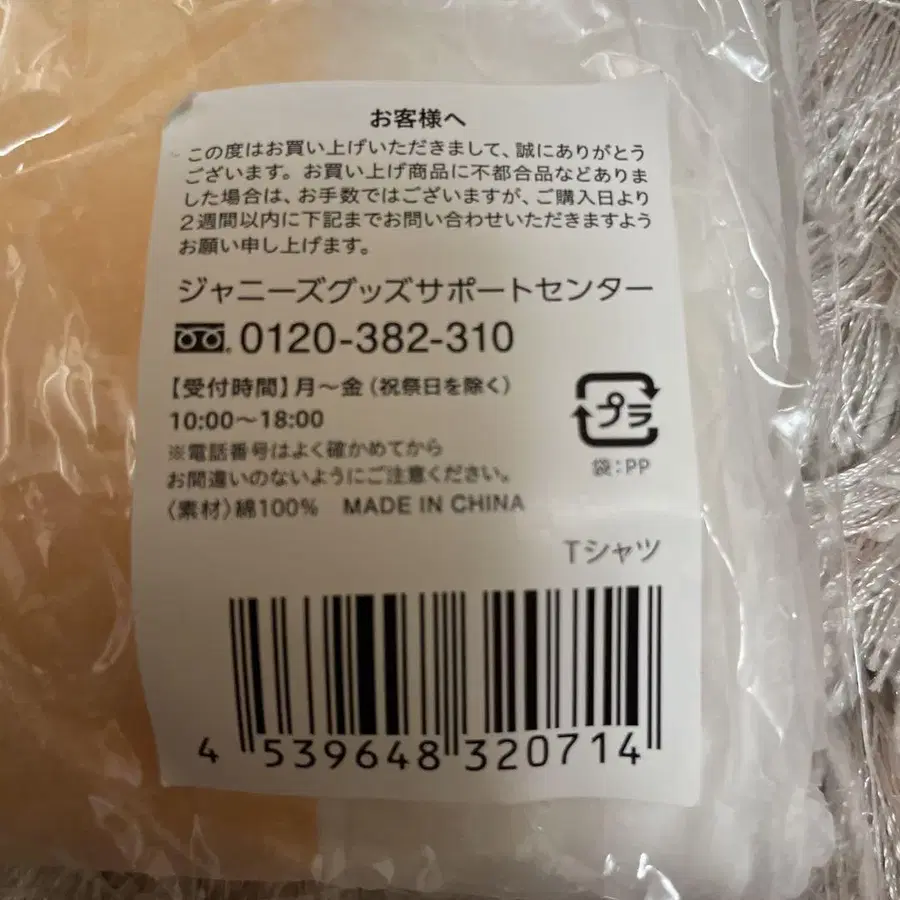 お客様へ
この度はお買い上げいただきまして、誠にありがとう
ございます。お買い上げ商品に不都合品などありま
した場合は、お手数ではございますが、ご購入日より
2週間以内に下記までお問い合わせいただきますよう
お願い申し上げます。
ジャニーズグッズサポートセンター
0120-382-310
【受付時間】月～金（祝祭日を除く）
10:00～18:00
※電話番号はよく確かめてから
お間違いのないようにご注意ください。
〈素材〉綿100% MADE IN CHINA
プラ
袋:PP
Tシャツ
4 539648 320714